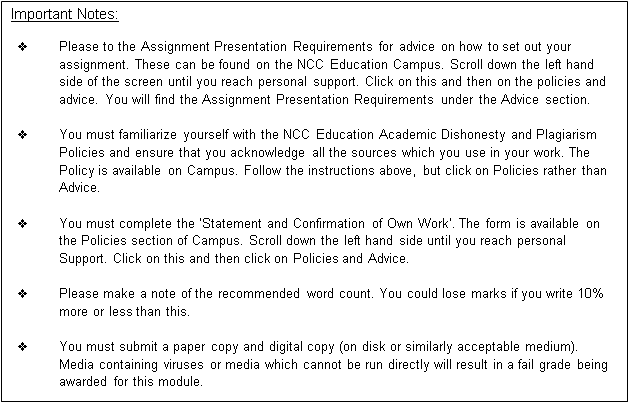 Important Notes:
❖ Please to the Assignment Presentation Requirements for advice on how to set out your
assignment. These can be found on the NCC Education Campus. Scroll down the left hand
side of the screen until you reach personal support. Click on this and then on the policies and
advice. You will find the Assignment Presentation Requirements under the Advice section.
❖ You must familiarize yourself with the NCC Education Academic Dishonesty and Plagiarism
Policies and ensure that you acknowledge all the sources which you use in your work. The
Policy is available on Campus. Follow the instructions above, but click on Policies rather than
Advice.
❖ You must complete the 'Statement and Confirmation of Own Work'. The form is available on
the Policies section of Campus. Scroll down the left hand side until you reach personal
Support. Click on this and then click on Policies and Advice.
❖ Please make a note of the recommended word count. You could lose marks if you write 10%
more or less than this.
❖ You must submit a paper copy and digital copy (on disk or similarly acceptable medium).
Media containing viruses or media which cannot be run directly will result in a fail grade being
awarded for this module.